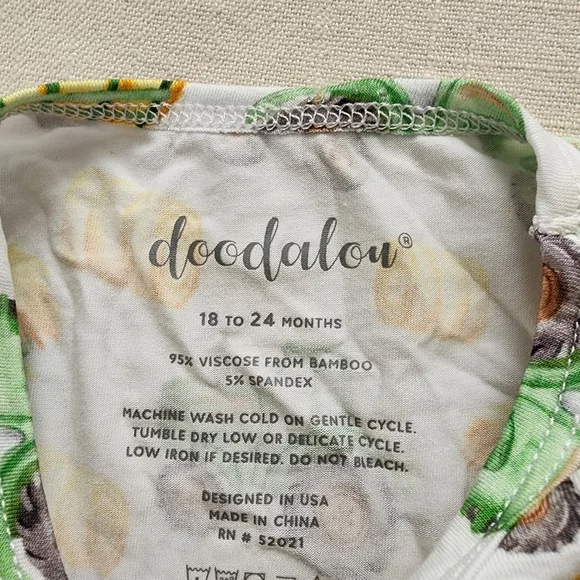 doodalou®
18 TO 24 MONTHS
95% VISCOSE FROM BAMBOO
5% SPANDEX
MACHINE WASH COLD ON GENTLE CYCLE.
TUMBLE DRY LOW OR DELICATE CYCLE.
LOW IRON IF DESIRED. DO NOT BLEACH.
DESIGNED IN USA
MADE IN CHINA
RN # 52021